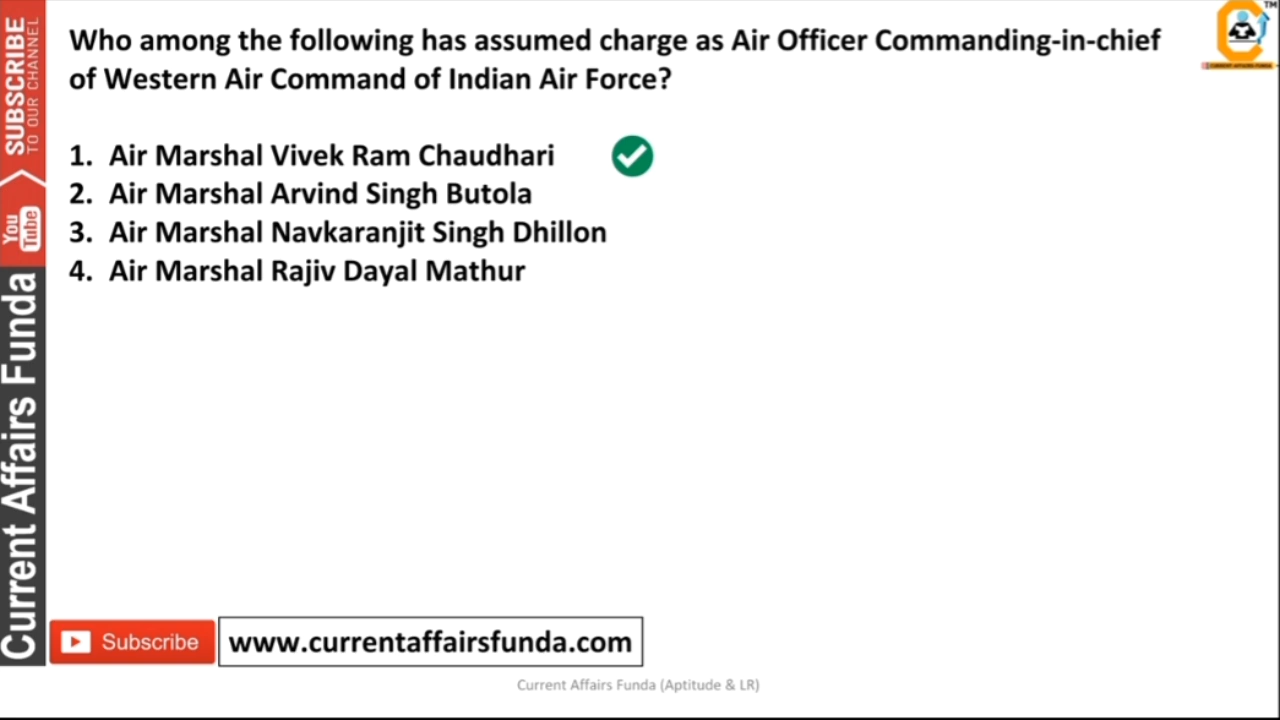 Who among the following has assumed charge as Air Officer Commanding-in-chief
of Western Air Command of Indian Air Force?
1. Air Marshal Vivek Ram Chaudhari
2. Air Marshal Arvind Singh Butola
3. Air Marshal Navkaranjit Singh Dhillon
4. Air Marshal Rajiv Dayal Mathur
SUBSCRIBE
TO OUR CHANNEL
You
Tube
Current Affairs Funda
TM
CURRENT AFFAIRS FUNDA
Subscribe
www.currentaffairsfunda.com
Current Affairs Funda (Aptitude & LR)